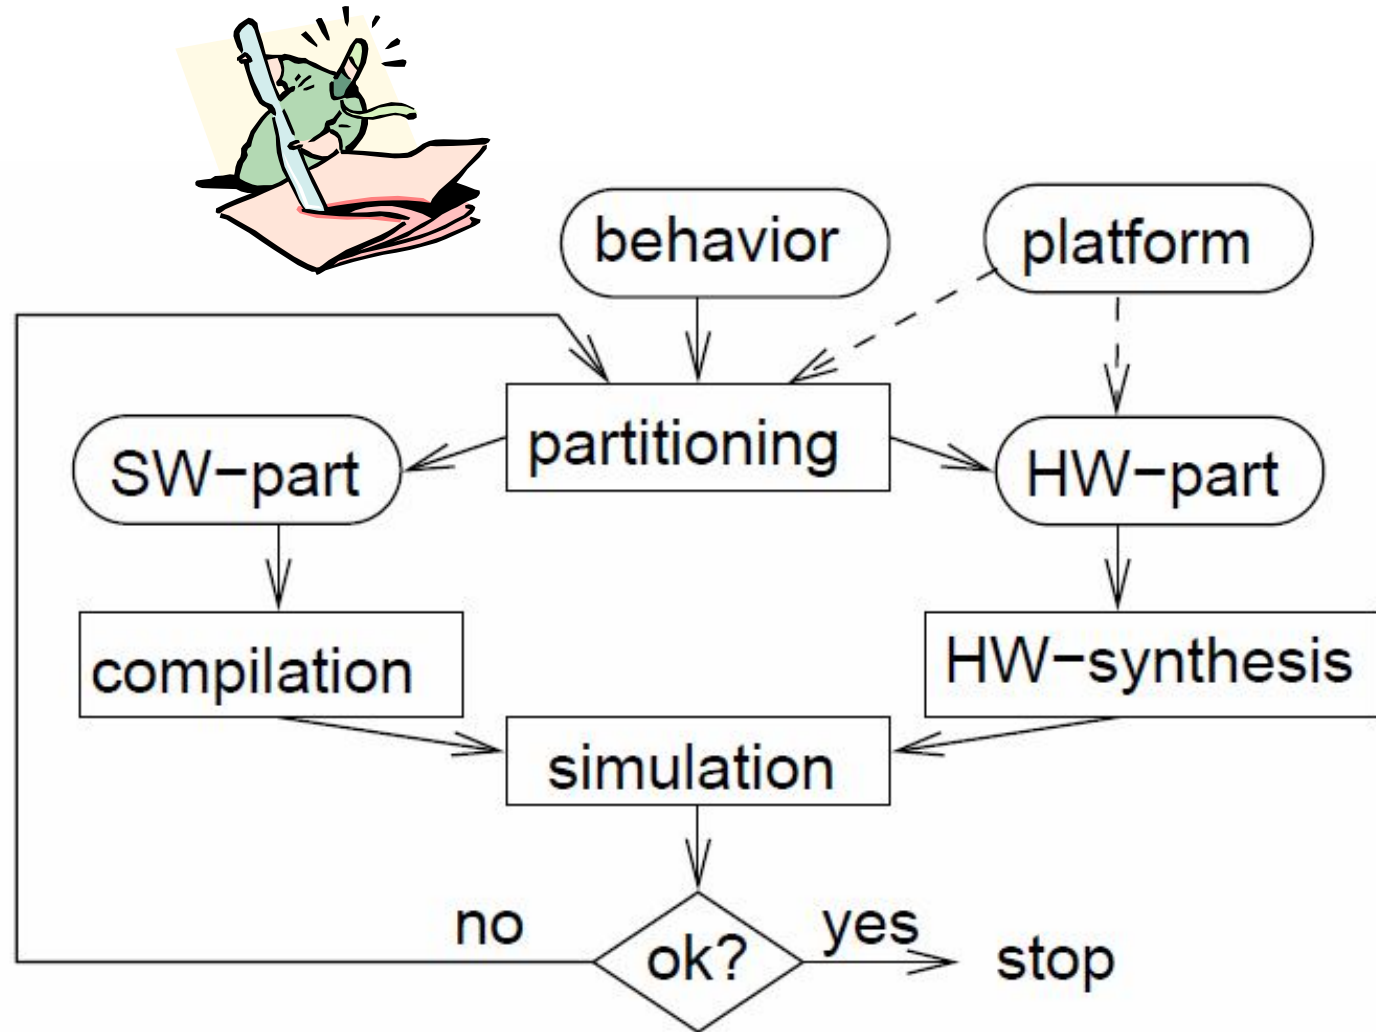 behavior
platform
partitioning
SW−part
HW−part
compilation
HW−synthesis
simulation
no
ok?
yes
stop